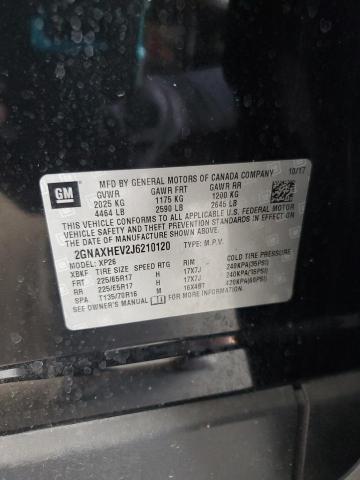 GM
MFD BY GENERAL MOTORS OF CANADA COMPANY 10/17
GVWR GAWR FRT GAWR RR
2025 KG 1175 KG 1200 KG
4464 LB 2590 LB 2645 LB
THIS VEHICLE CONFORMS TO ALL APPLICABLE U.S. FEDERAL
MOTOR VEHICLE SAFETY, BUMPER, AND THEFT PREVENTION
STANDARDS IN EFFECT ON THE DATE OF MANUFACTURE SHOWN ABOVE.
2GNAXHEV2J6210120 TYPE: M.P.V.
MODEL: XP26
XBKF TIRE SIZE SPEED RTG RIM COLD TIRE PRESSURE
FRT 225/65R17 H 17X7J 240KPA(35PSI)
RR 225/65R17 H 17X7J 240KPA(35PSI)
SPA T135/70R16 M 16X4BT 420KPA(60PSI)
SEE OWNER'S MANUAL FOR ADDITIONAL INFORMATION.